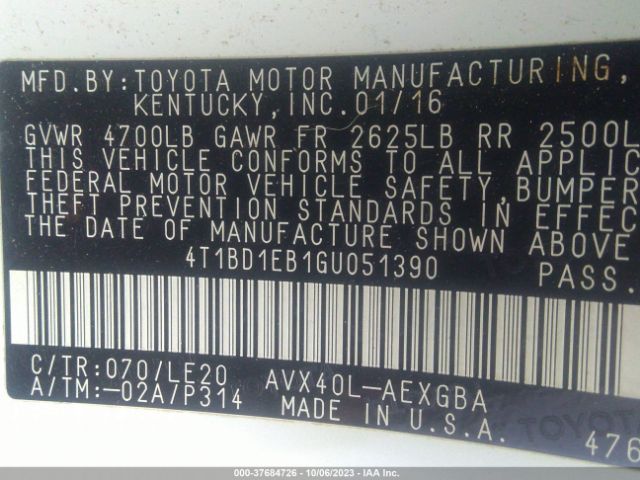 MFD.BY:TOYOTA MOTOR MANUFACTURING,
KENTUCKY,INC.01/16
GVWR 4700LB GAWR FR 2625LB RR 2500L
THIS VEHICLE CONFORMS TO ALL APPLIC
FEDERAL MOTOR VEHICLE SAFETY,BUMPER
THEFT PREVENTION STANDARDS IN EFFEC
THE DATE OF MANUFACTURE SHOWN ABOVE
4T1BD1EB1GU051390 PASS.
C/TR:070/LE20 AVX40L-AEXGBA
A/TM:-02A/P314 MADE IN U.S.A. TOYOTA
476
000-37684726 - 10/06/2023 - IAA Inc.